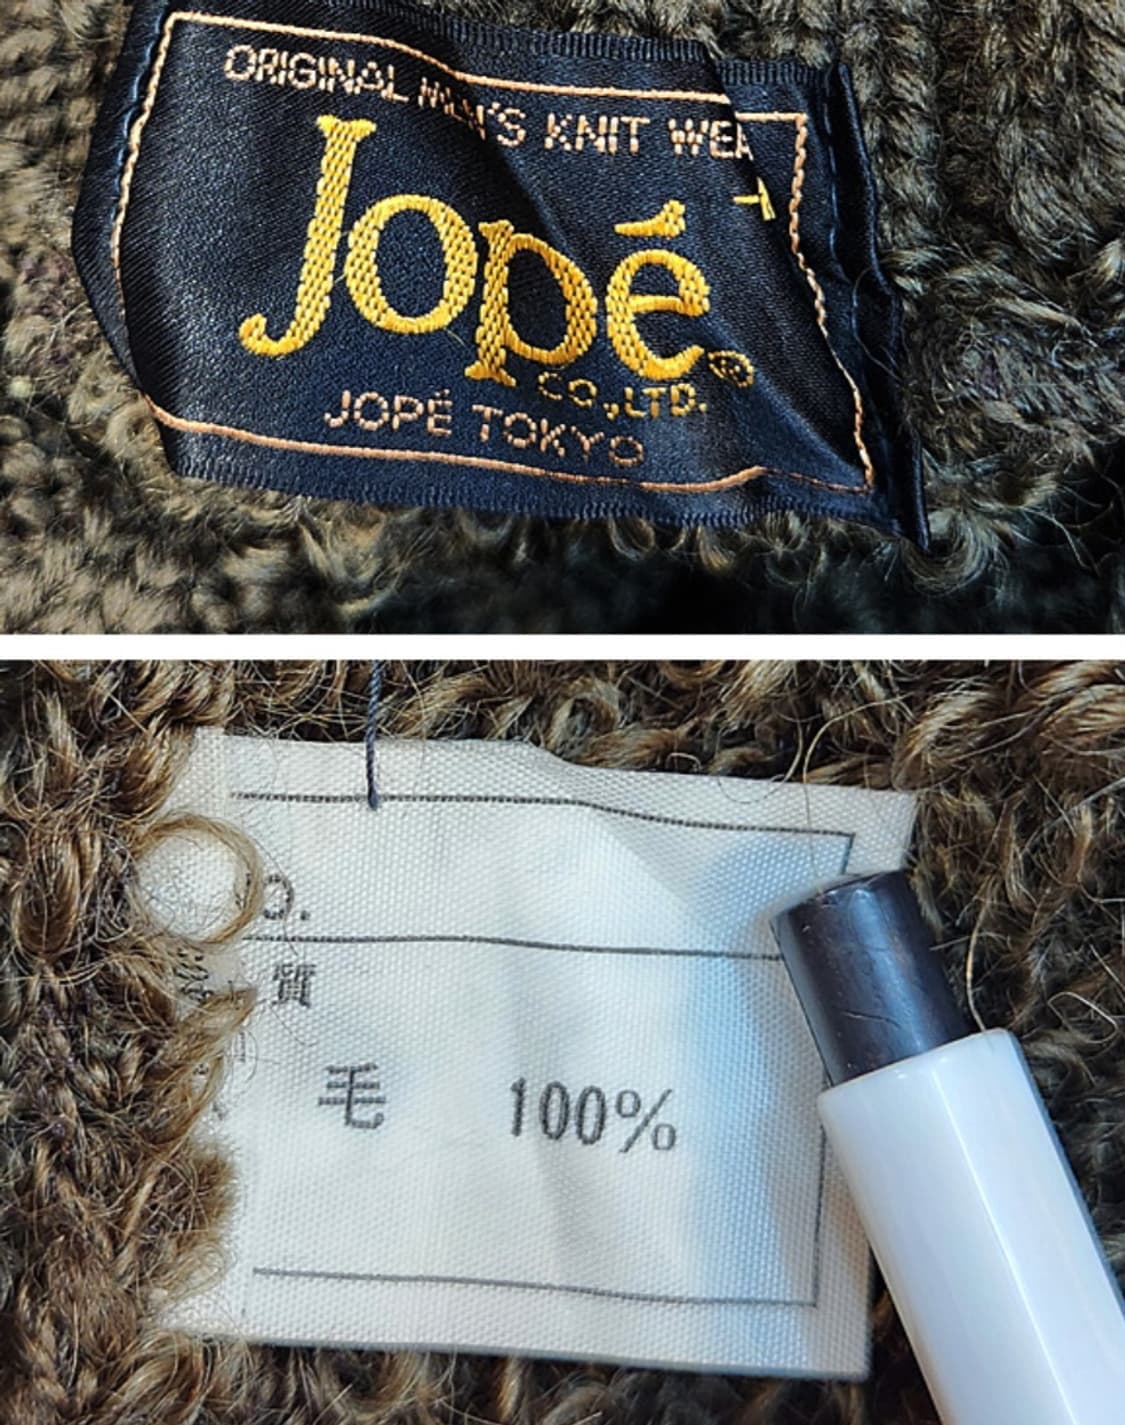 ORIGINAL MEN'S KNIT WEA
Jopé®
CO.,LTD.
JOPÉ TOKYO
O.
質
毛 100%